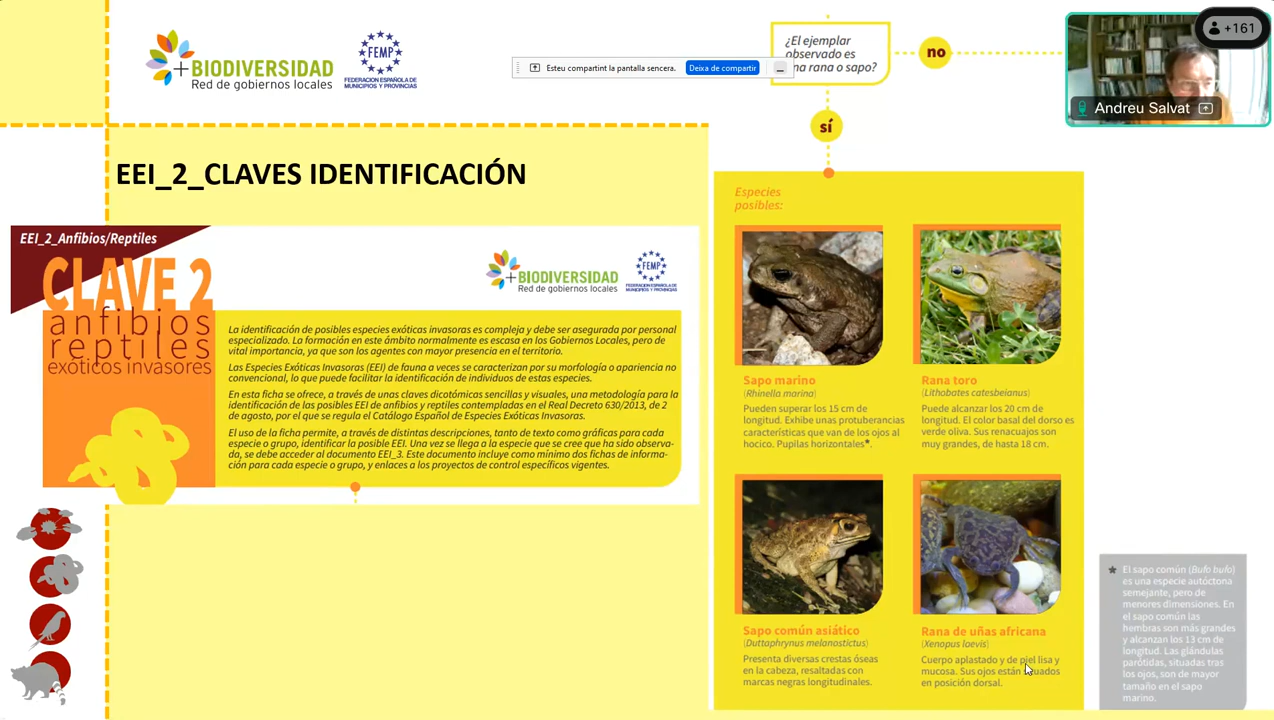 +BIODIVERSIDAD
Red de gobiernos locales
FEMP
FEDERACIÓN ESPAÑOLA DE
MUNICIPIOS Y PROVINCIAS
Esteu compartint la pantalla sencera.
Deixa de compartir
¿El ejemplar
observado es
una rana o sapo?
no
sí
+161
Andreu Salvat
EEI_2_CLAVES IDENTIFICACIÓN
EEI_2_Anfibios/Reptiles
CLAVE 2
anfibios
reptiles
exóticos invasores
+BIODIVERSIDAD
Red de gobiernos locales
FEMP
FEDERACIÓN ESPAÑOLA DE
MUNICIPIOS Y PROVINCIAS
La identificación de posibles especies exóticas invasoras es compleja y debe ser asegurada por personal
especializado. La formación en este ámbito normalmente es escasa en los Gobiernos Locales, pero de
vital importancia, ya que son los agentes con mayor presencia en el territorio.
Las Especies Exóticas Invasoras (EEI) de fauna a veces se caracterizan por su morfología o apariencia no
convencional, lo que puede facilitar la identificación de individuos de estas especies.
En esta ficha se ofrece, a través de unas claves dicotómicas sencillas y visuales, una metodología para la
identificación de las posibles EEI de anfibios y reptiles contempladas en el Real Decreto 630/2013, de 2
de agosto, por el que se regula el Catálogo Español de Especies Exóticas Invasoras.
El uso de la ficha permite, a través de distintas descripciones, tanto de texto como gráficas para cada
especie o grupo, identificar la posible EEI. Una vez se llega a la especie que se cree que ha sido observa-
da, se debe acceder al documento EEI_3. Este documento incluye como mínimo dos fichas de informa-
ción para cada especie o grupo, y enlaces a los proyectos de control específicos vigentes.
Especies
posibles:
Sapo marino
(Rhinella marina)
Pueden superar los 15 cm de
longitud. Exhibe unas protuberancias
características que van de los ojos al
hocico. Pupilas horizontales*.
Rana toro
(Lithobates catesbeianus)
Puede alcanzar los 20 cm de
longitud. El color basal del dorso es
verde oliva. Sus renacuajos son
muy grandes, de hasta 18 cm.
Sapo común asiático
(Duttaphrynus melanostictus)
Presenta diversas crestas óseas
en la cabeza, resaltadas con
marcas negras longitudinales.
Rana de uñas africana
(Xenopus laevis)
Cuerpo aplastado y de piel lisa y
mucosa. Sus ojos están situados
en posición dorsal.
★ El sapo común (Bufo bufo)
es una especie autóctona
semejante, pero de
menores dimensiones. En
el sapo común las
hembras son más grandes
y alcanzan los 13 cm de
longitud. Las glándulas
parótidas, situadas tras
los ojos, son de mayor
tamaño en el sapo
marino.